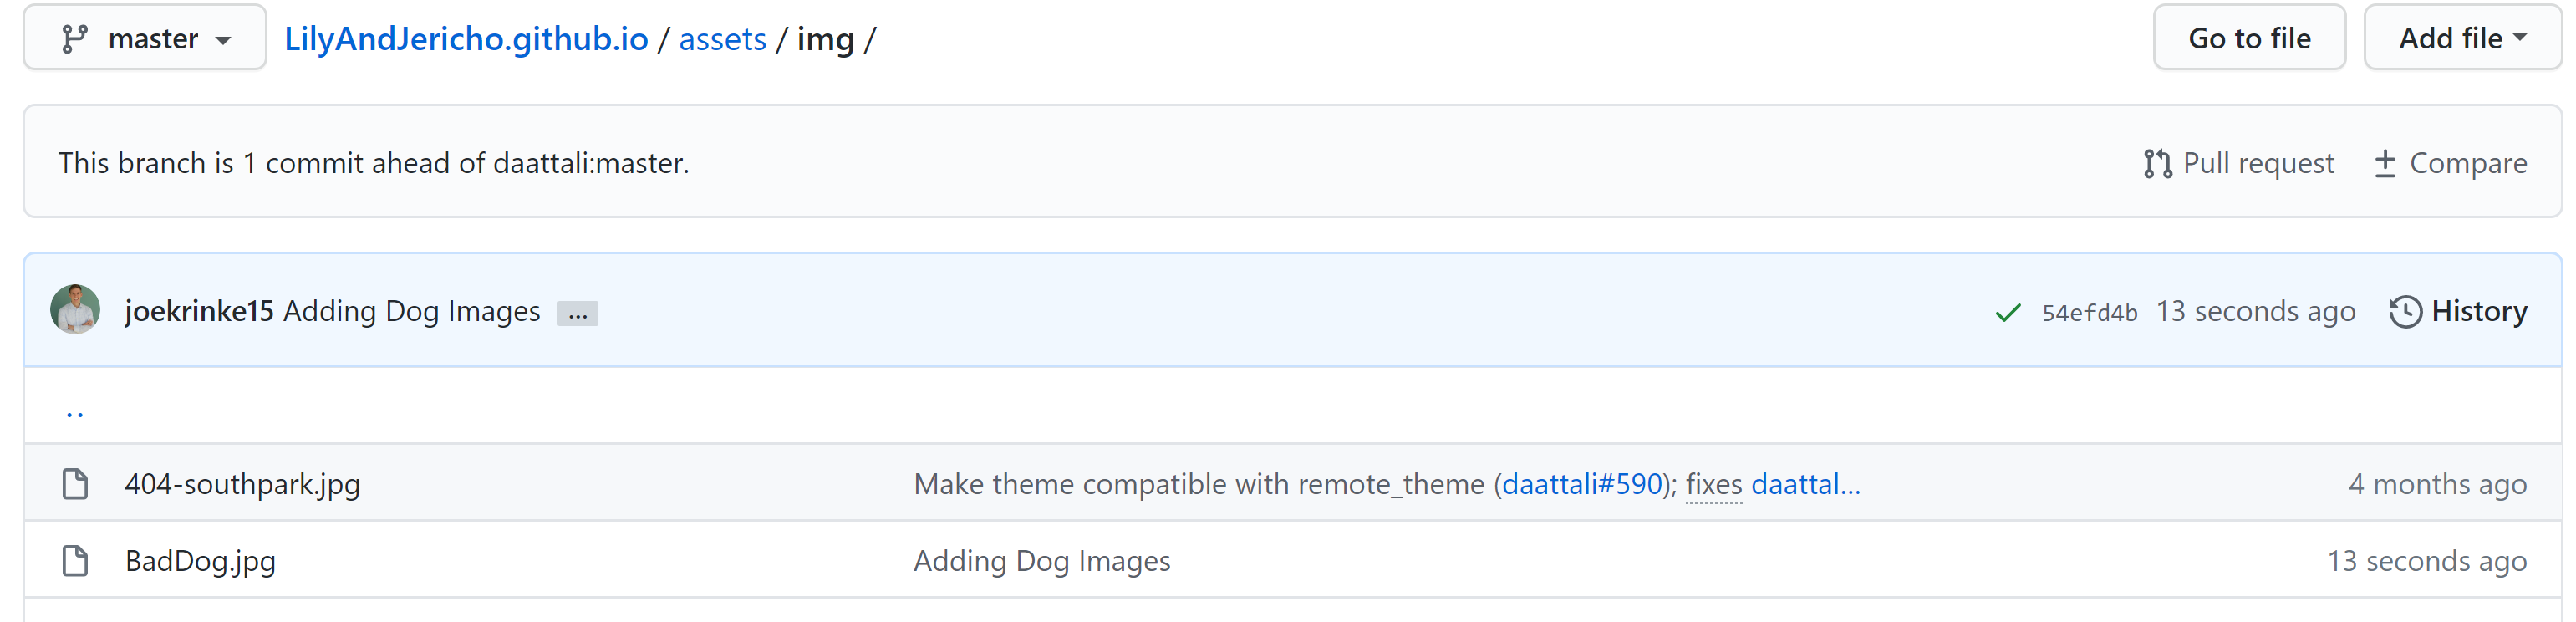 master LilyAndJericho.github.io / assets / img / Go to file Add file
This branch is 1 commit ahead of daattali:master. Pull request Compare
joekrinke15 Adding Dog Images ... 54efd4b 13 seconds ago History
..
404-southpark.jpg Make theme compatible with remote_theme (daattali#590); fixes daattal... 4 months ago
BadDog.jpg Adding Dog Images 13 seconds ago